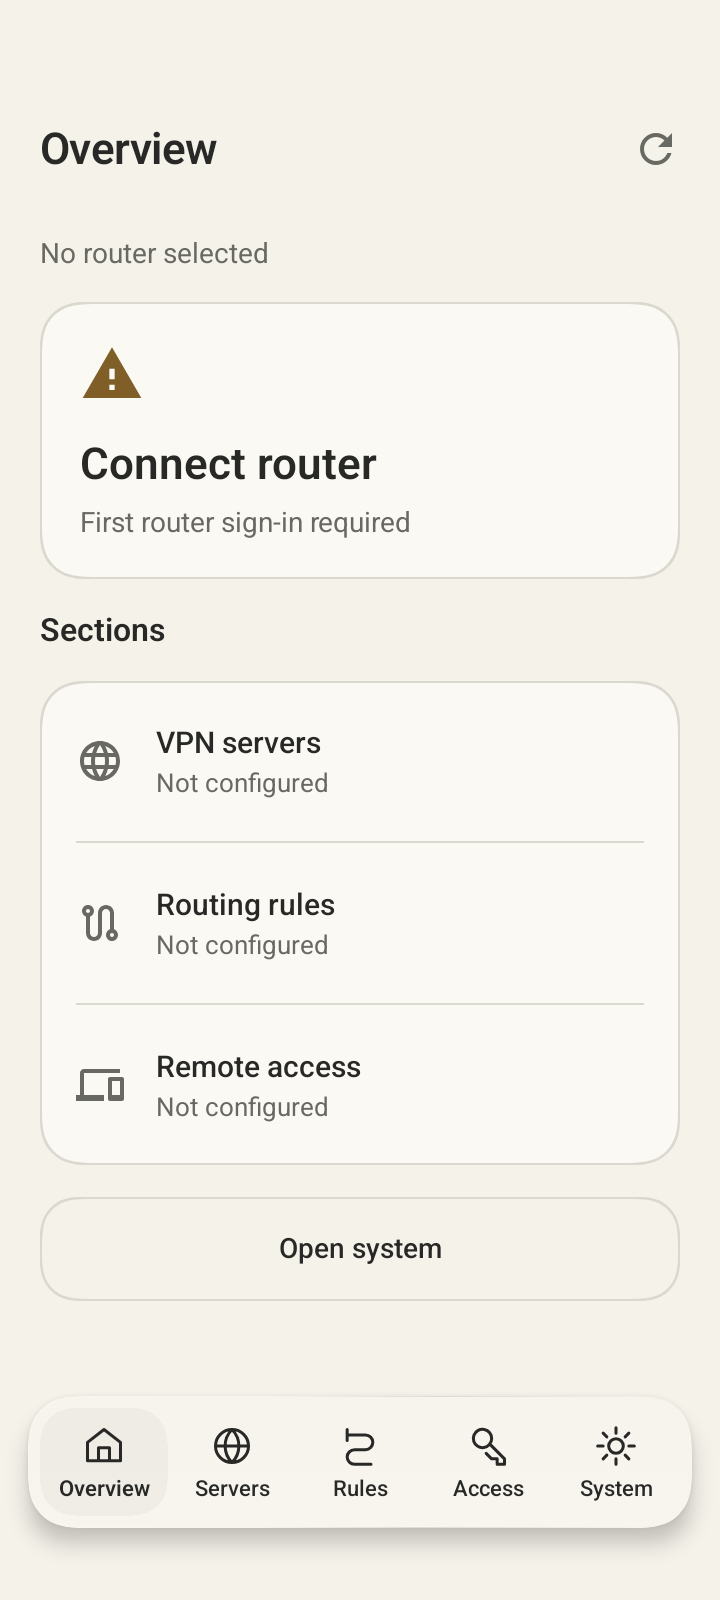 Overview
No router selected
Connect router
First router sign-in required
Sections
VPN servers
Not configured
Routing rules
Not configured
Remote access
Not configured
Open system
Overview
Servers
Rules
Access
System